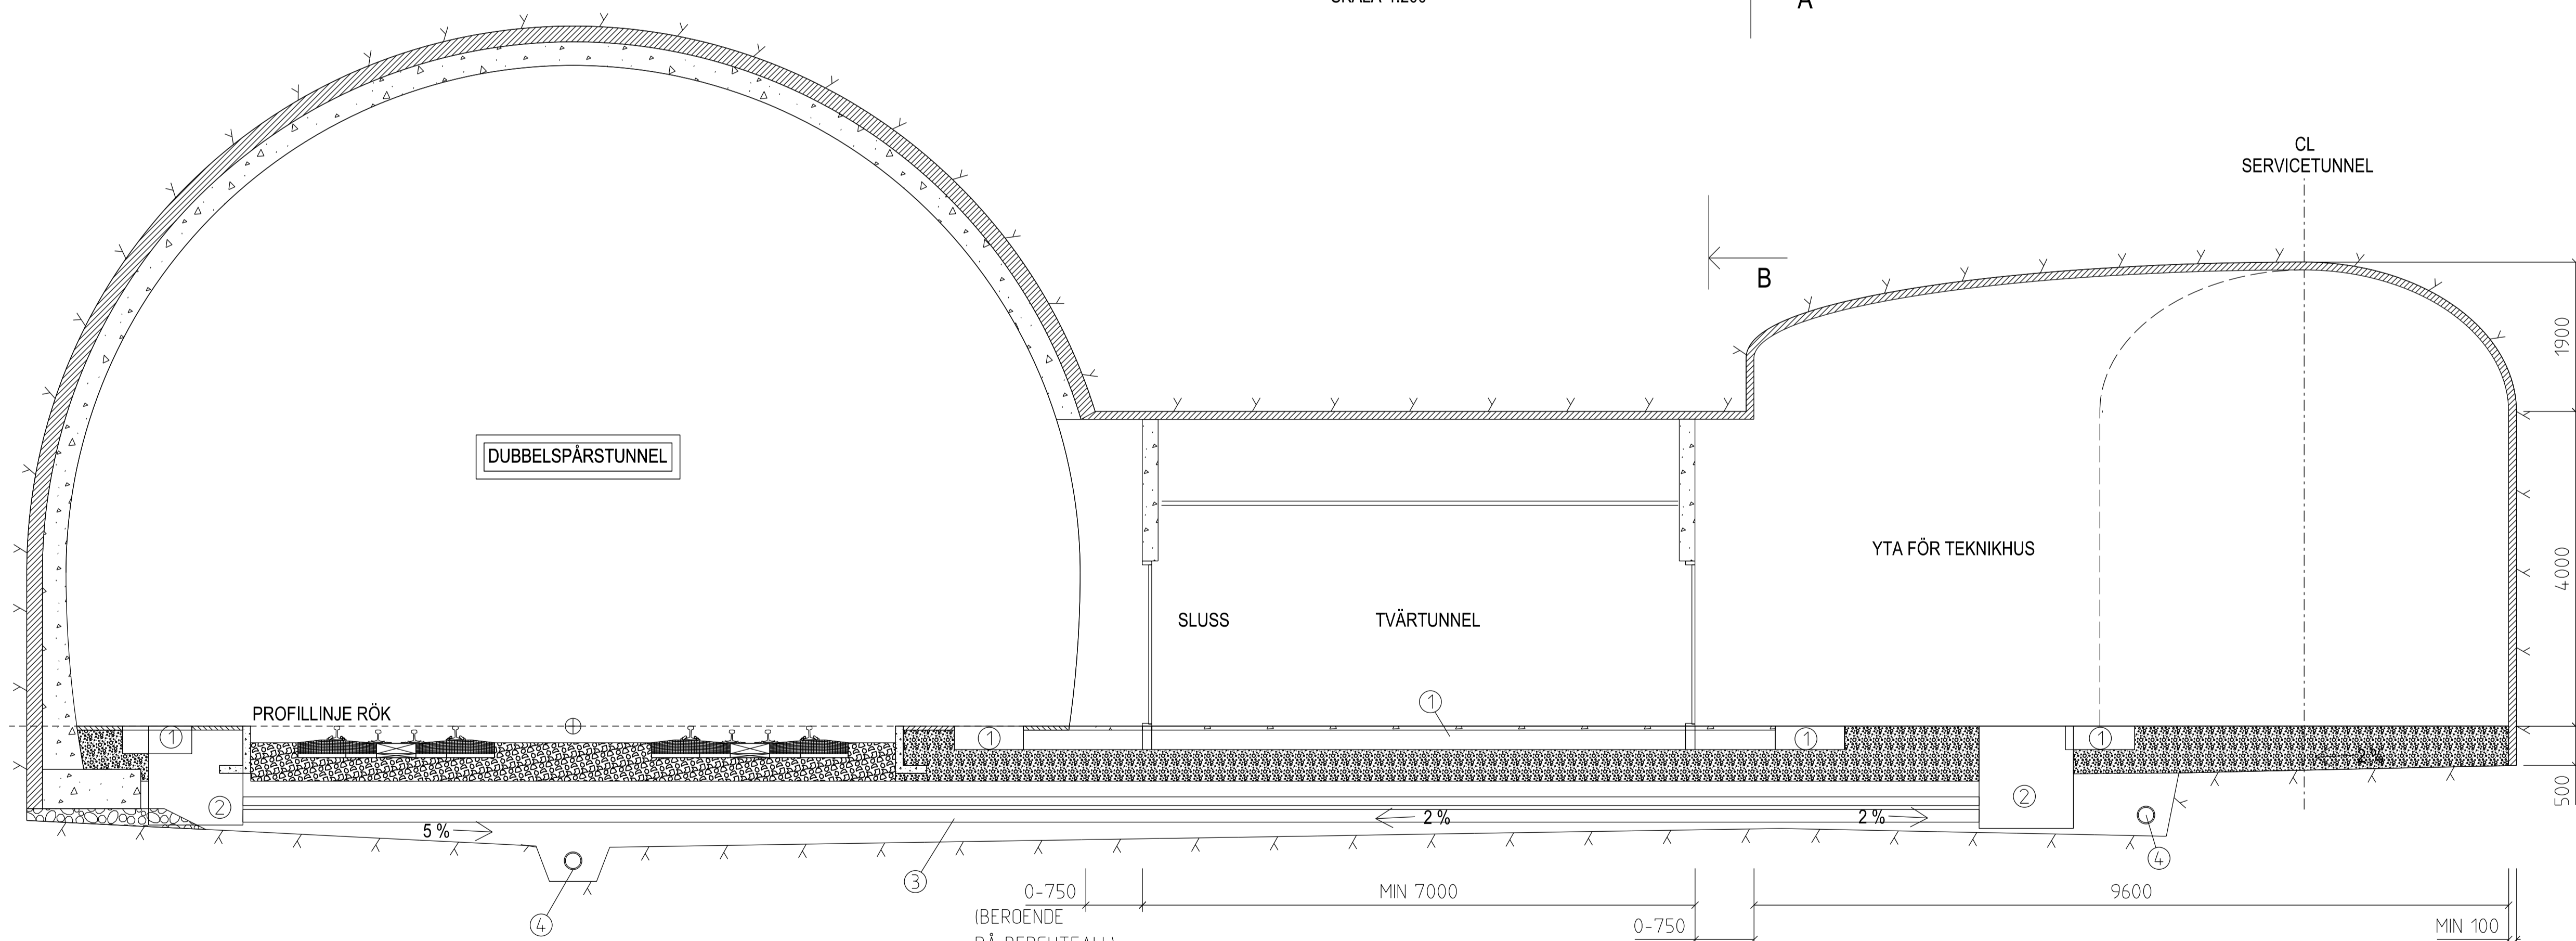 A
CL
SERVICETUNNEL
B
1900
DUBBELSPÅRSTUNNEL
YTA FÖR TEKNIKHUS
4000
SLUSS
TVÄRTUNNEL
1
PROFILLINJE RÖK
1
1
1
1
2 %
2
2
500
5 %
2 %
2 %
3
4
4
0-750
MIN 7000
9600
(BEROENDE
0-750
MIN 100